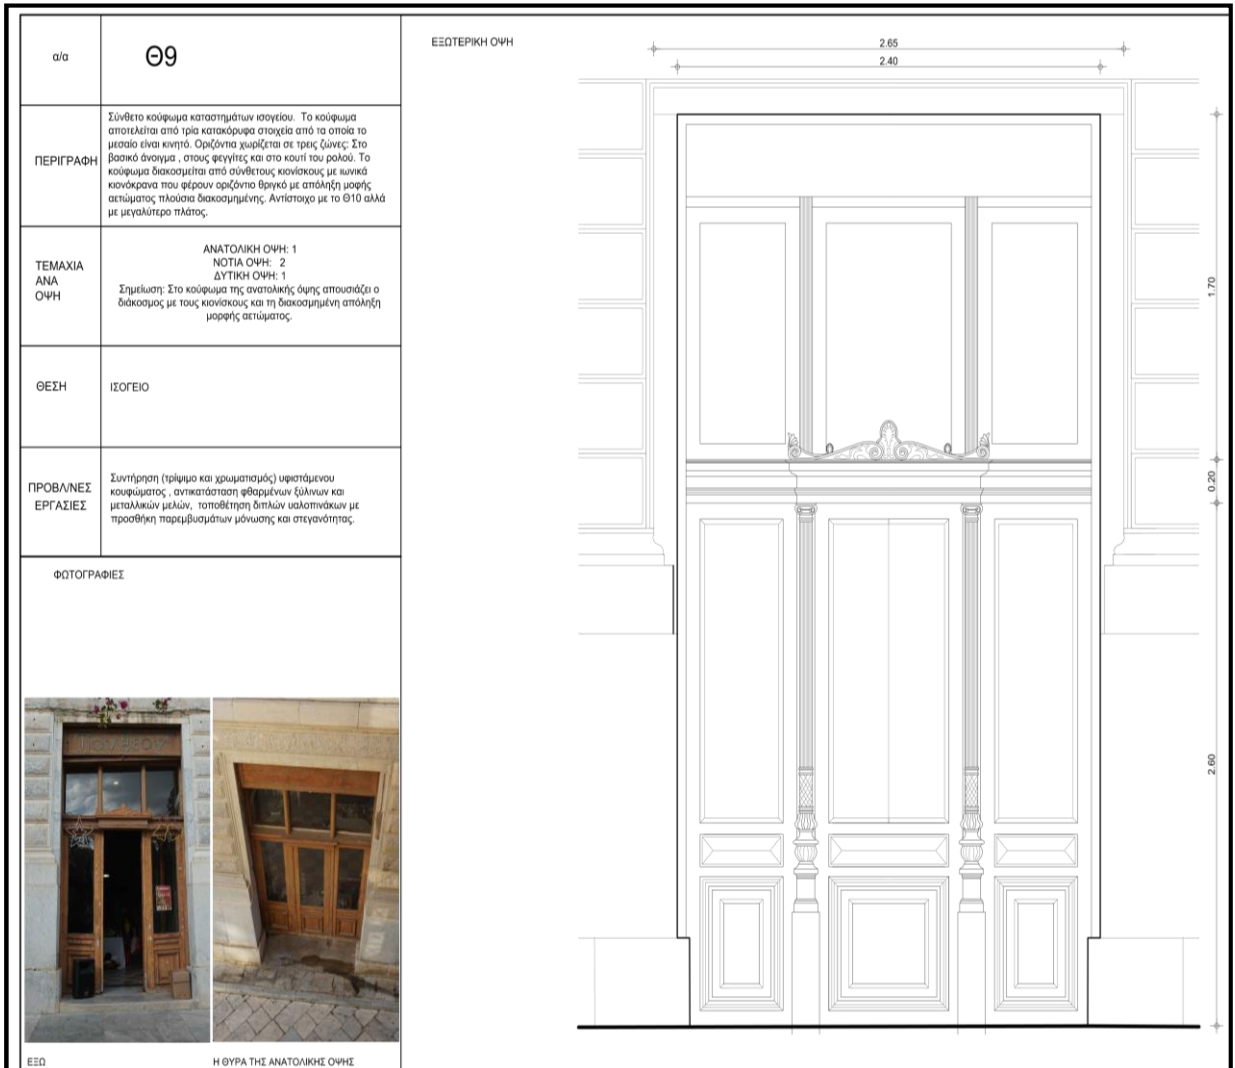 α/α
Θ9
ΠΕΡΙΓΡΑΦΗ
Σύνθετο κούφωμα καταστημάτων ισογείου. Το κούφωμα
αποτελείται από τρία κατακόρυφα στοιχεία από τα οποία το
μεσαίο είναι κινητό. Οριζόντια χωρίζεται σε τρεις ζώνες: Στο
βασικό άνοιγμα , στους φεγγίτες και στο κουτί του ρολού. Το
κούφωμα διακοσμείται από σύνθετους κιονίσκους με ιωνικά
κιονόκρανα που φέρουν οριζόντιο θριγκό με απόληξη μοφής
αετώματος πλούσια διακοσμημένης. Αντίστοιχο με το Θ10 αλλά
με μεγαλύτερο πλάτος.
ΤΕΜΑΧΙΑ
ΑΝΑ
ΟΨΗ
ΑΝΑΤΟΛΙΚΗ ΟΨΗ: 1
ΝΟΤΙΑ ΟΨΗ: 2
ΔΥΤΙΚΗ ΟΨΗ: 1
Σημείωση: Στο κούφωμα της ανατολικής όψης απουσιάζει ο
διάκοσμος με τους κιονίσκους και τη διακοσμημένη απόληξη
μορφής αετώματος.
ΘΕΣΗ
ΙΣΟΓΕΙΟ
ΠΡΟΒΛ/ΝΕΣ
ΕΡΓΑΣΙΕΣ
Συντήρηση (τρίψιμο και χρωματισμός) υφιστάμενου
κουφώματος , αντικατάσταση φθαρμένων ξύλινων και
μεταλλικών μελών, τοποθέτηση διπλών υαλοπινάκων με
προσθήκη παρεμβυσμάτων μόνωσης και στεγανότητας.
ΦΩΤΟΓΡΑΦΙΕΣ
ΕΞΩ
Η ΘΥΡΑ ΤΗΣ ΑΝΑΤΟΛΙΚΗΣ ΟΨΗΣ
ΕΞΩΤΕΡΙΚΗ ΟΨΗ
2.65
2.40
1.70
0.20
2.60